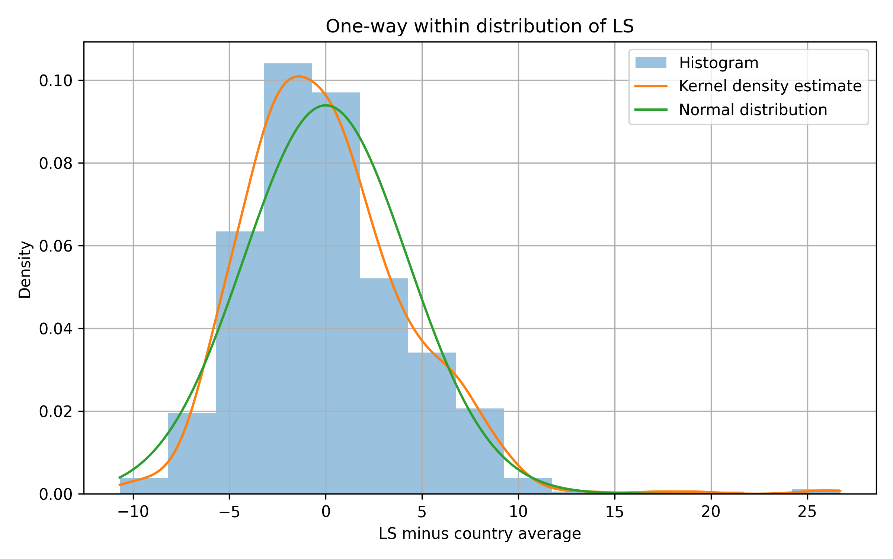 One-way within distribution of LS
Histogram
Kernel density estimate
Normal distribution
Density
0.10
0.08
0.06
0.04
0.02
0.00
−10 −5 0 5 10 15 20 25
LS minus country average